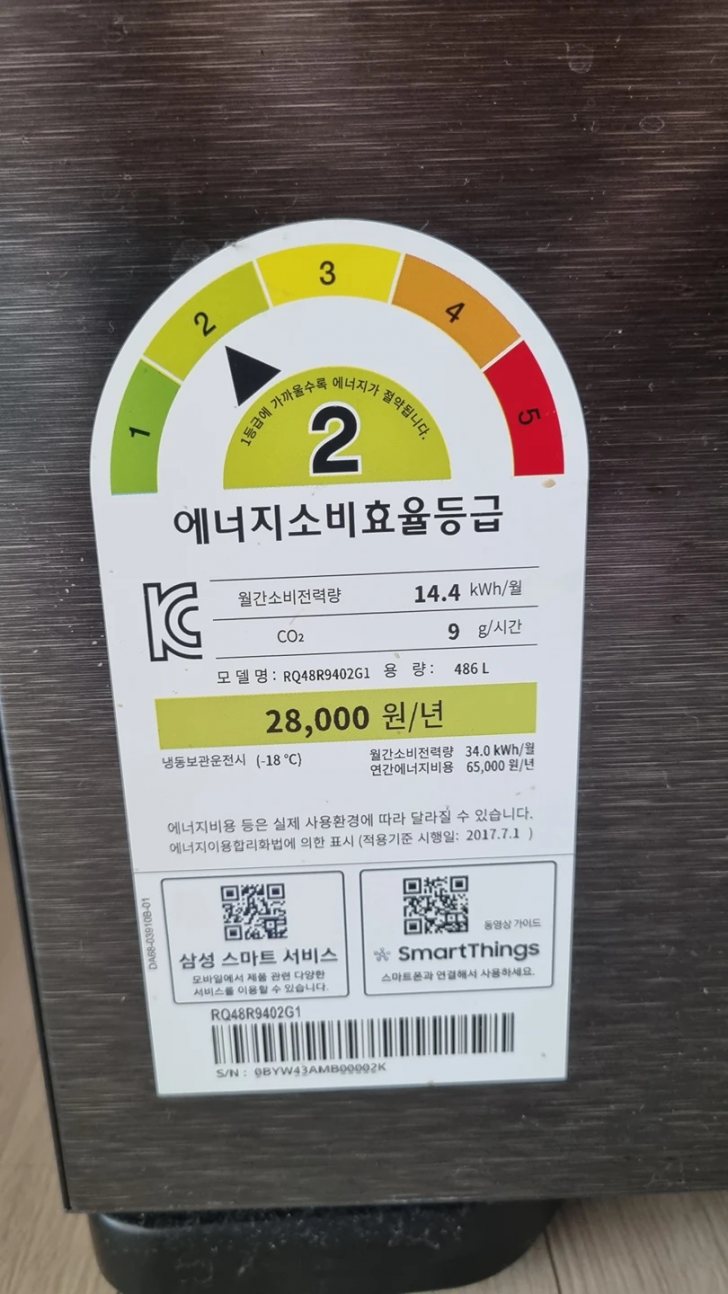 1 2 3 4 5
1등급에 가까울수록 에너지가 절약됩니다.
2
에너지소비효율등급
월간소비전력량 14.4 kWh/월
CO₂ 9 g/시간
모 델 명 : RQ48R9402G1 용 량 : 486 L
28,000 원/년
냉동보관운전시 (-18 ℃) 월간소비전력량 34.0 kWh/월
연간에너지비용 65,000 원/년
에너지비용 등은 실제 사용환경에 따라 달라질 수 있습니다.
에너지이용합리화법에 의한 표시 (적용기준 시행일: 2017.7.1 )
DA68-03910B-01
삼성 스마트 서비스
모바일에서 제품 관련 다양한
서비스를 이용할 수 있습니다.
동영상 가이드
SmartThings
스마트폰과 연결해서 사용하세요.
RQ48R9402G1
S/N : 0BYW43AMB00002K